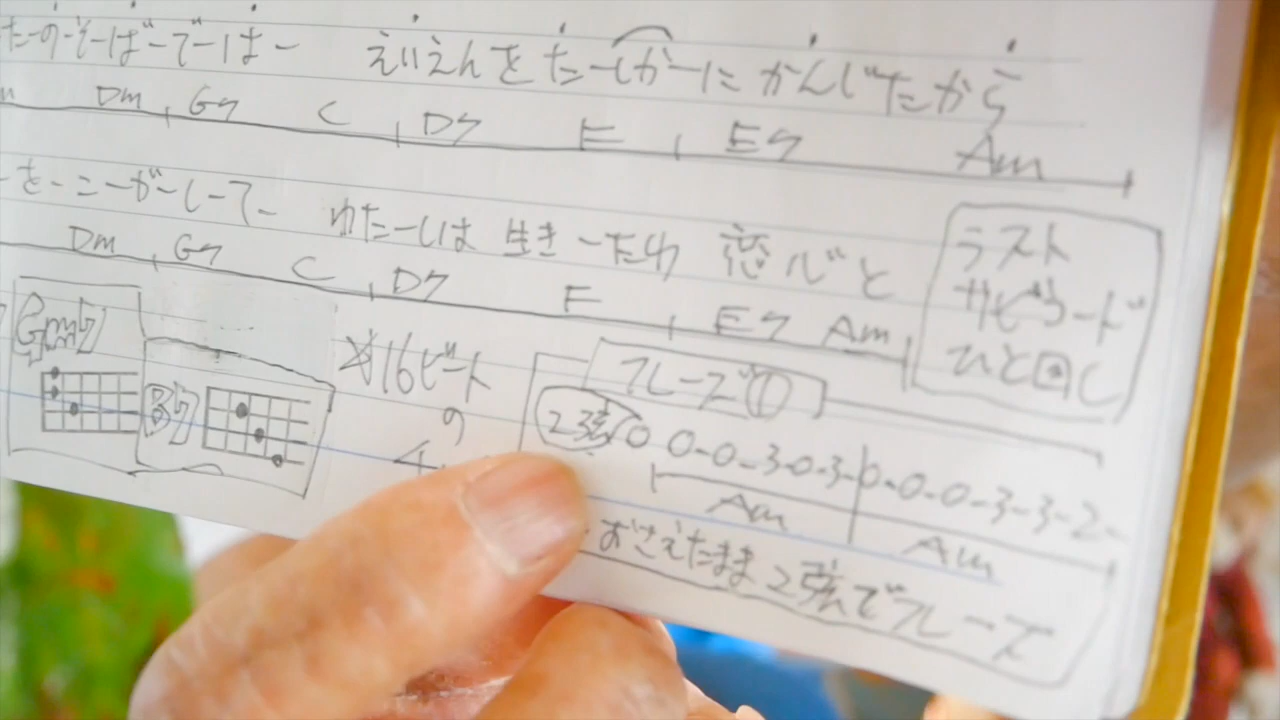 たーのーそーばーでーはー えいえんを たーしかーに かんじたから
Dm G7 C D7 F E7 Am
をーこーがーしーてー わたーしは 生きーたわ 恋心と
Dm G7 C D7 F E7 Am
ラスト
サビコード
ひと回し
Gm7
B7
※16ビート
の
フレーズ①
2弦 0 0-0-3-0-3-0-0-0-3-3-2-
Am Am
おさえたまま2弦でフレーズ